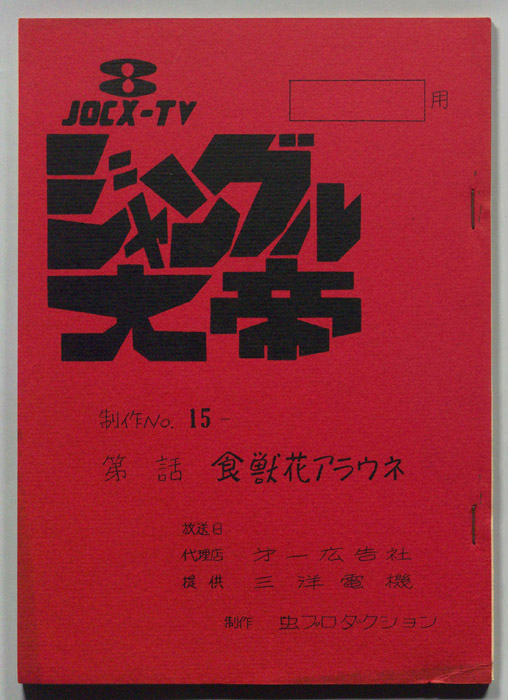 8
JOCX-TV
用
ジャングル
大帝
制作No. 15-
第 話 食獣花アラウネ
放送日
代理店 第一広告社
提供 三洋電機
制作 虫プロダクション